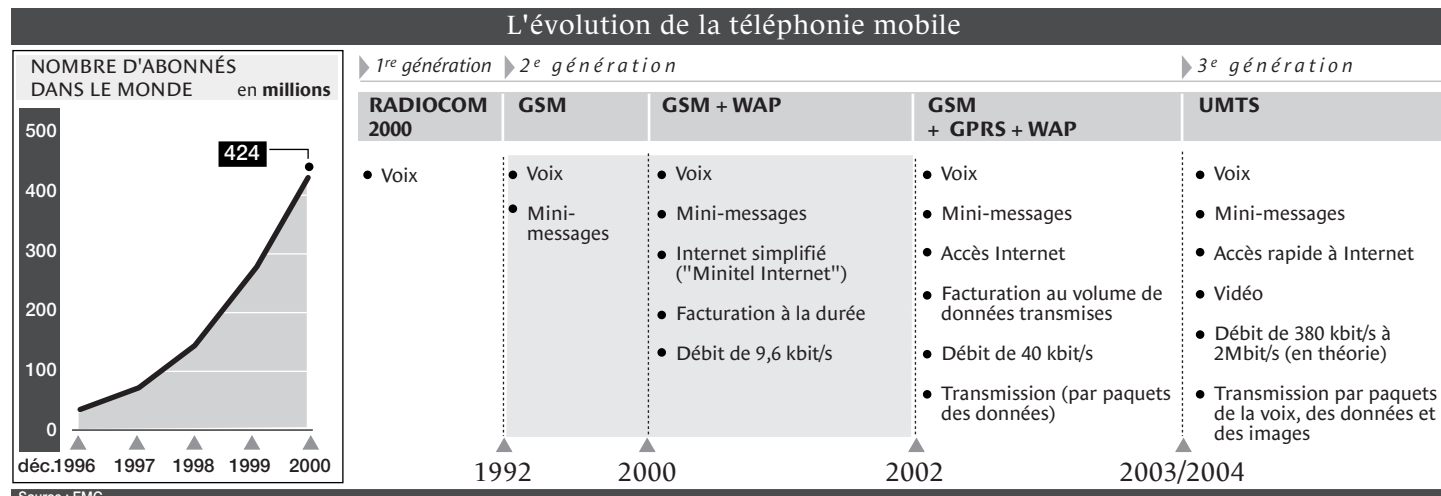 L'évolution de la téléphonie mobile
NOMBRE D'ABONNÉS
DANS LE MONDE en millions
500
400
300
200
100
0
424
déc.1996 1997 1998 1999 2000
1re génération 2e génération 3e génération
RADIOCOM
2000
• Voix
GSM
• Voix
• Mini-
messages
GSM + WAP
• Voix
• Mini-messages
• Internet simplifié
("Minitel Internet")
• Facturation à la durée
• Débit de 9,6 kbit/s
GSM
+ GPRS + WAP
• Voix
• Mini-messages
• Accès Internet
• Facturation au volume de
données transmises
• Débit de 40 kbit/s
• Transmission (par paquets
des données)
UMTS
• Voix
• Mini-messages
• Accès rapide à Internet
• Vidéo
• Débit de 380 kbit/s à
2Mbit/s (en théorie)
• Transmission par paquets
de la voix, des données et
des images
1992 2000 2002 2003/2004
Source : EMC